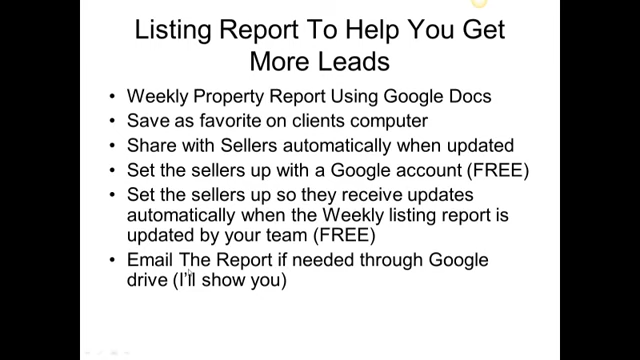 Listing Report To Help You Get
More Leads
• Weekly Property Report Using Google Docs
• Save as favorite on clients computer
• Share with Sellers automatically when updated
• Set the sellers up with a Google account (FREE)
• Set the sellers up so they receive updates
automatically when the Weekly listing report is
updated by your team (FREE)
• Email The Report if needed through Google
drive (I'll show you)